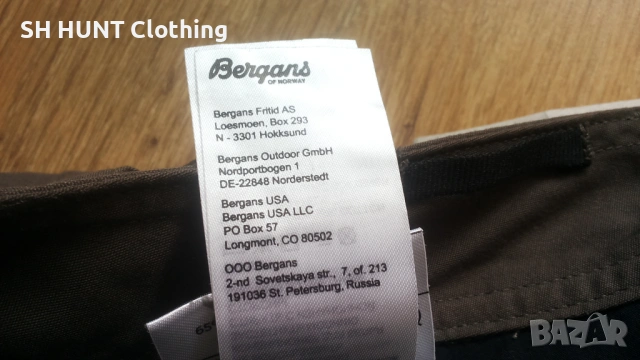 SH HUNT Clothing
Bergans
OF NORWAY
Bergans Fritid AS
Loesmoen, Box 293
N - 3301 Hokksund
Bergans Outdoor GmbH
Nordportbogen 1
DE-22848 Norderstedt
Bergans USA
Bergans USA LLC
PO Box 57
Longmont, CO 80502
OOO Bergans
2-nd Sovetskaya str., 7, of. 213
191036 St. Petersburg, Russia
BAZAR.bg